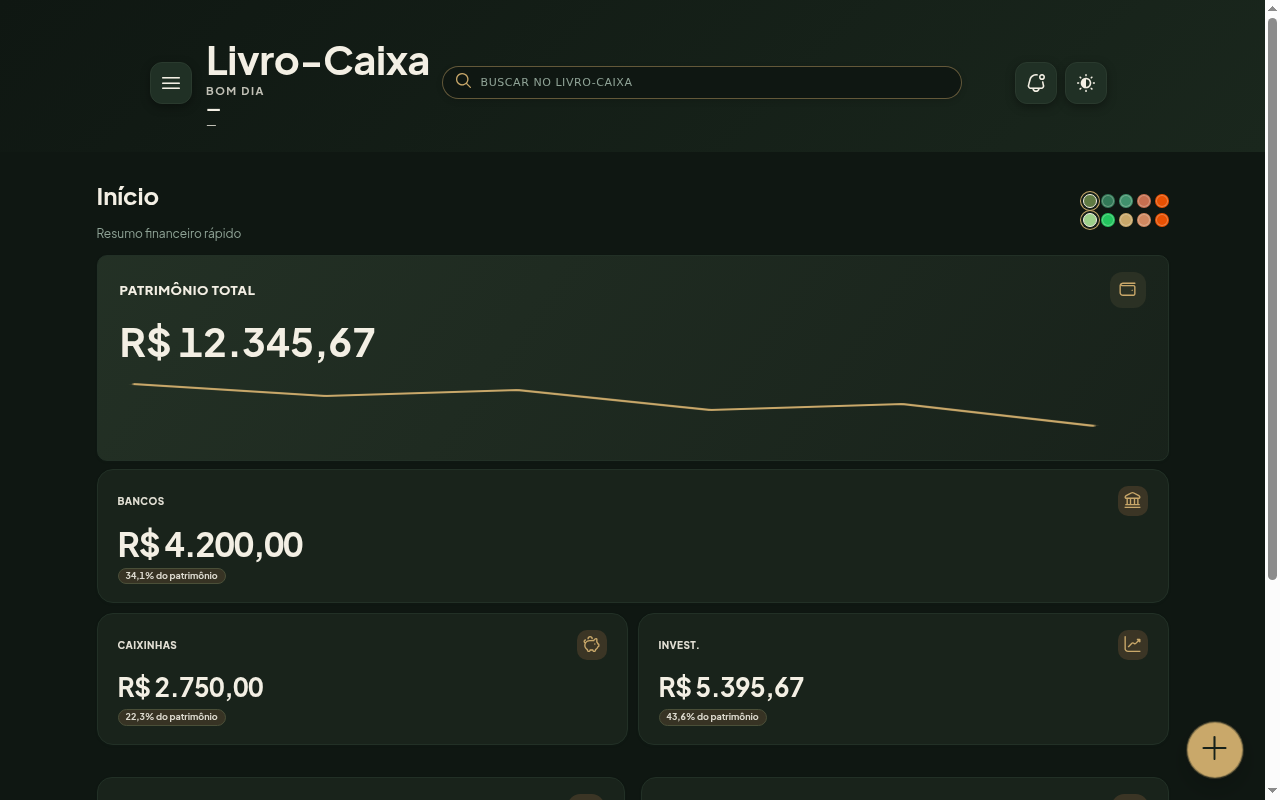 Livro-Caixa
BOM DIA
—
—
BUSCAR NO LIVRO-CAIXA
Início
Resumo financeiro rápido
PATRIMÔNIO TOTAL
R$ 12.345,67
BANCOS
R$ 4.200,00
34,1% do patrimônio
CAIXINHAS
R$ 2.750,00
22,3% do patrimônio
INVEST.
R$ 5.395,67
43,6% do patrimônio